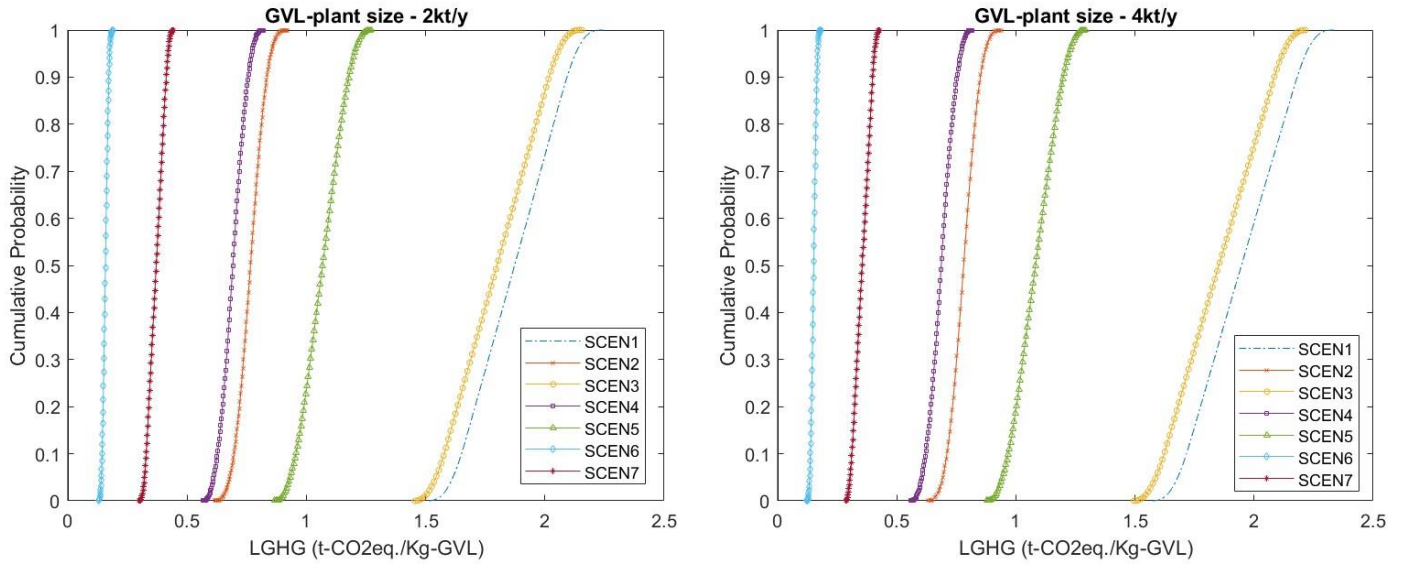 GVL-plant size - 2kt/y
1
0.9
0.8
0.7
0.6
0.5
0.4
0.3
0.2
0.1
0
Cumulative Probability
SCEN1
SCEN2
SCEN3
SCEN4
SCEN5
SCEN6
SCEN7
0 0.5 1 1.5 2 2.5
LGHG (t-CO2eq./Kg-GVL)
GVL-plant size - 4kt/y
1
0.9
0.8
0.7
0.6
0.5
0.4
0.3
0.2
0.1
0
Cumulative Probability
SCEN1
SCEN2
SCEN3
SCEN4
SCEN5
SCEN6
SCEN7
0 0.5 1 1.5 2 2.5
LGHG (t-CO2eq./Kg-GVL)